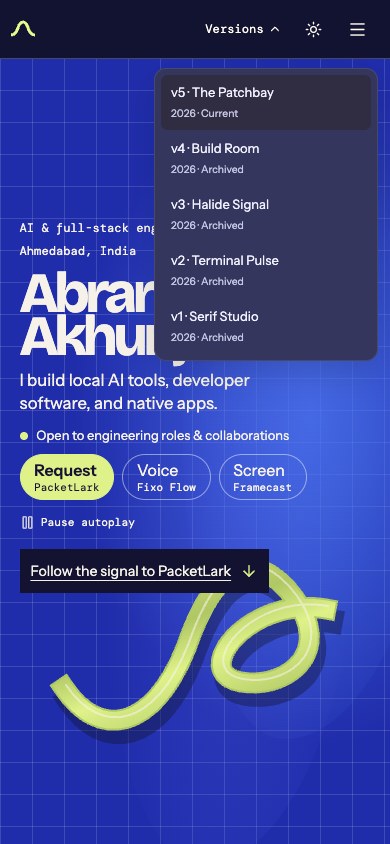 Versions
v5 · The Patchbay
2026 · Current
v4 · Build Room
2026 · Archived
v3 · Halide Signal
2026 · Archived
v2 · Terminal Pulse
2026 · Archived
v1 · Serif Studio
2026 · Archived
AI & full-stack
Ahmedabad, India
Abrar
I build local AI tools, developer
software, and native apps.
Open to engineering roles & collaborations
Request
PacketLark
Voice
Fixo Flow
Screen
Framecast
Pause autoplay
Follow the signal to PacketLark